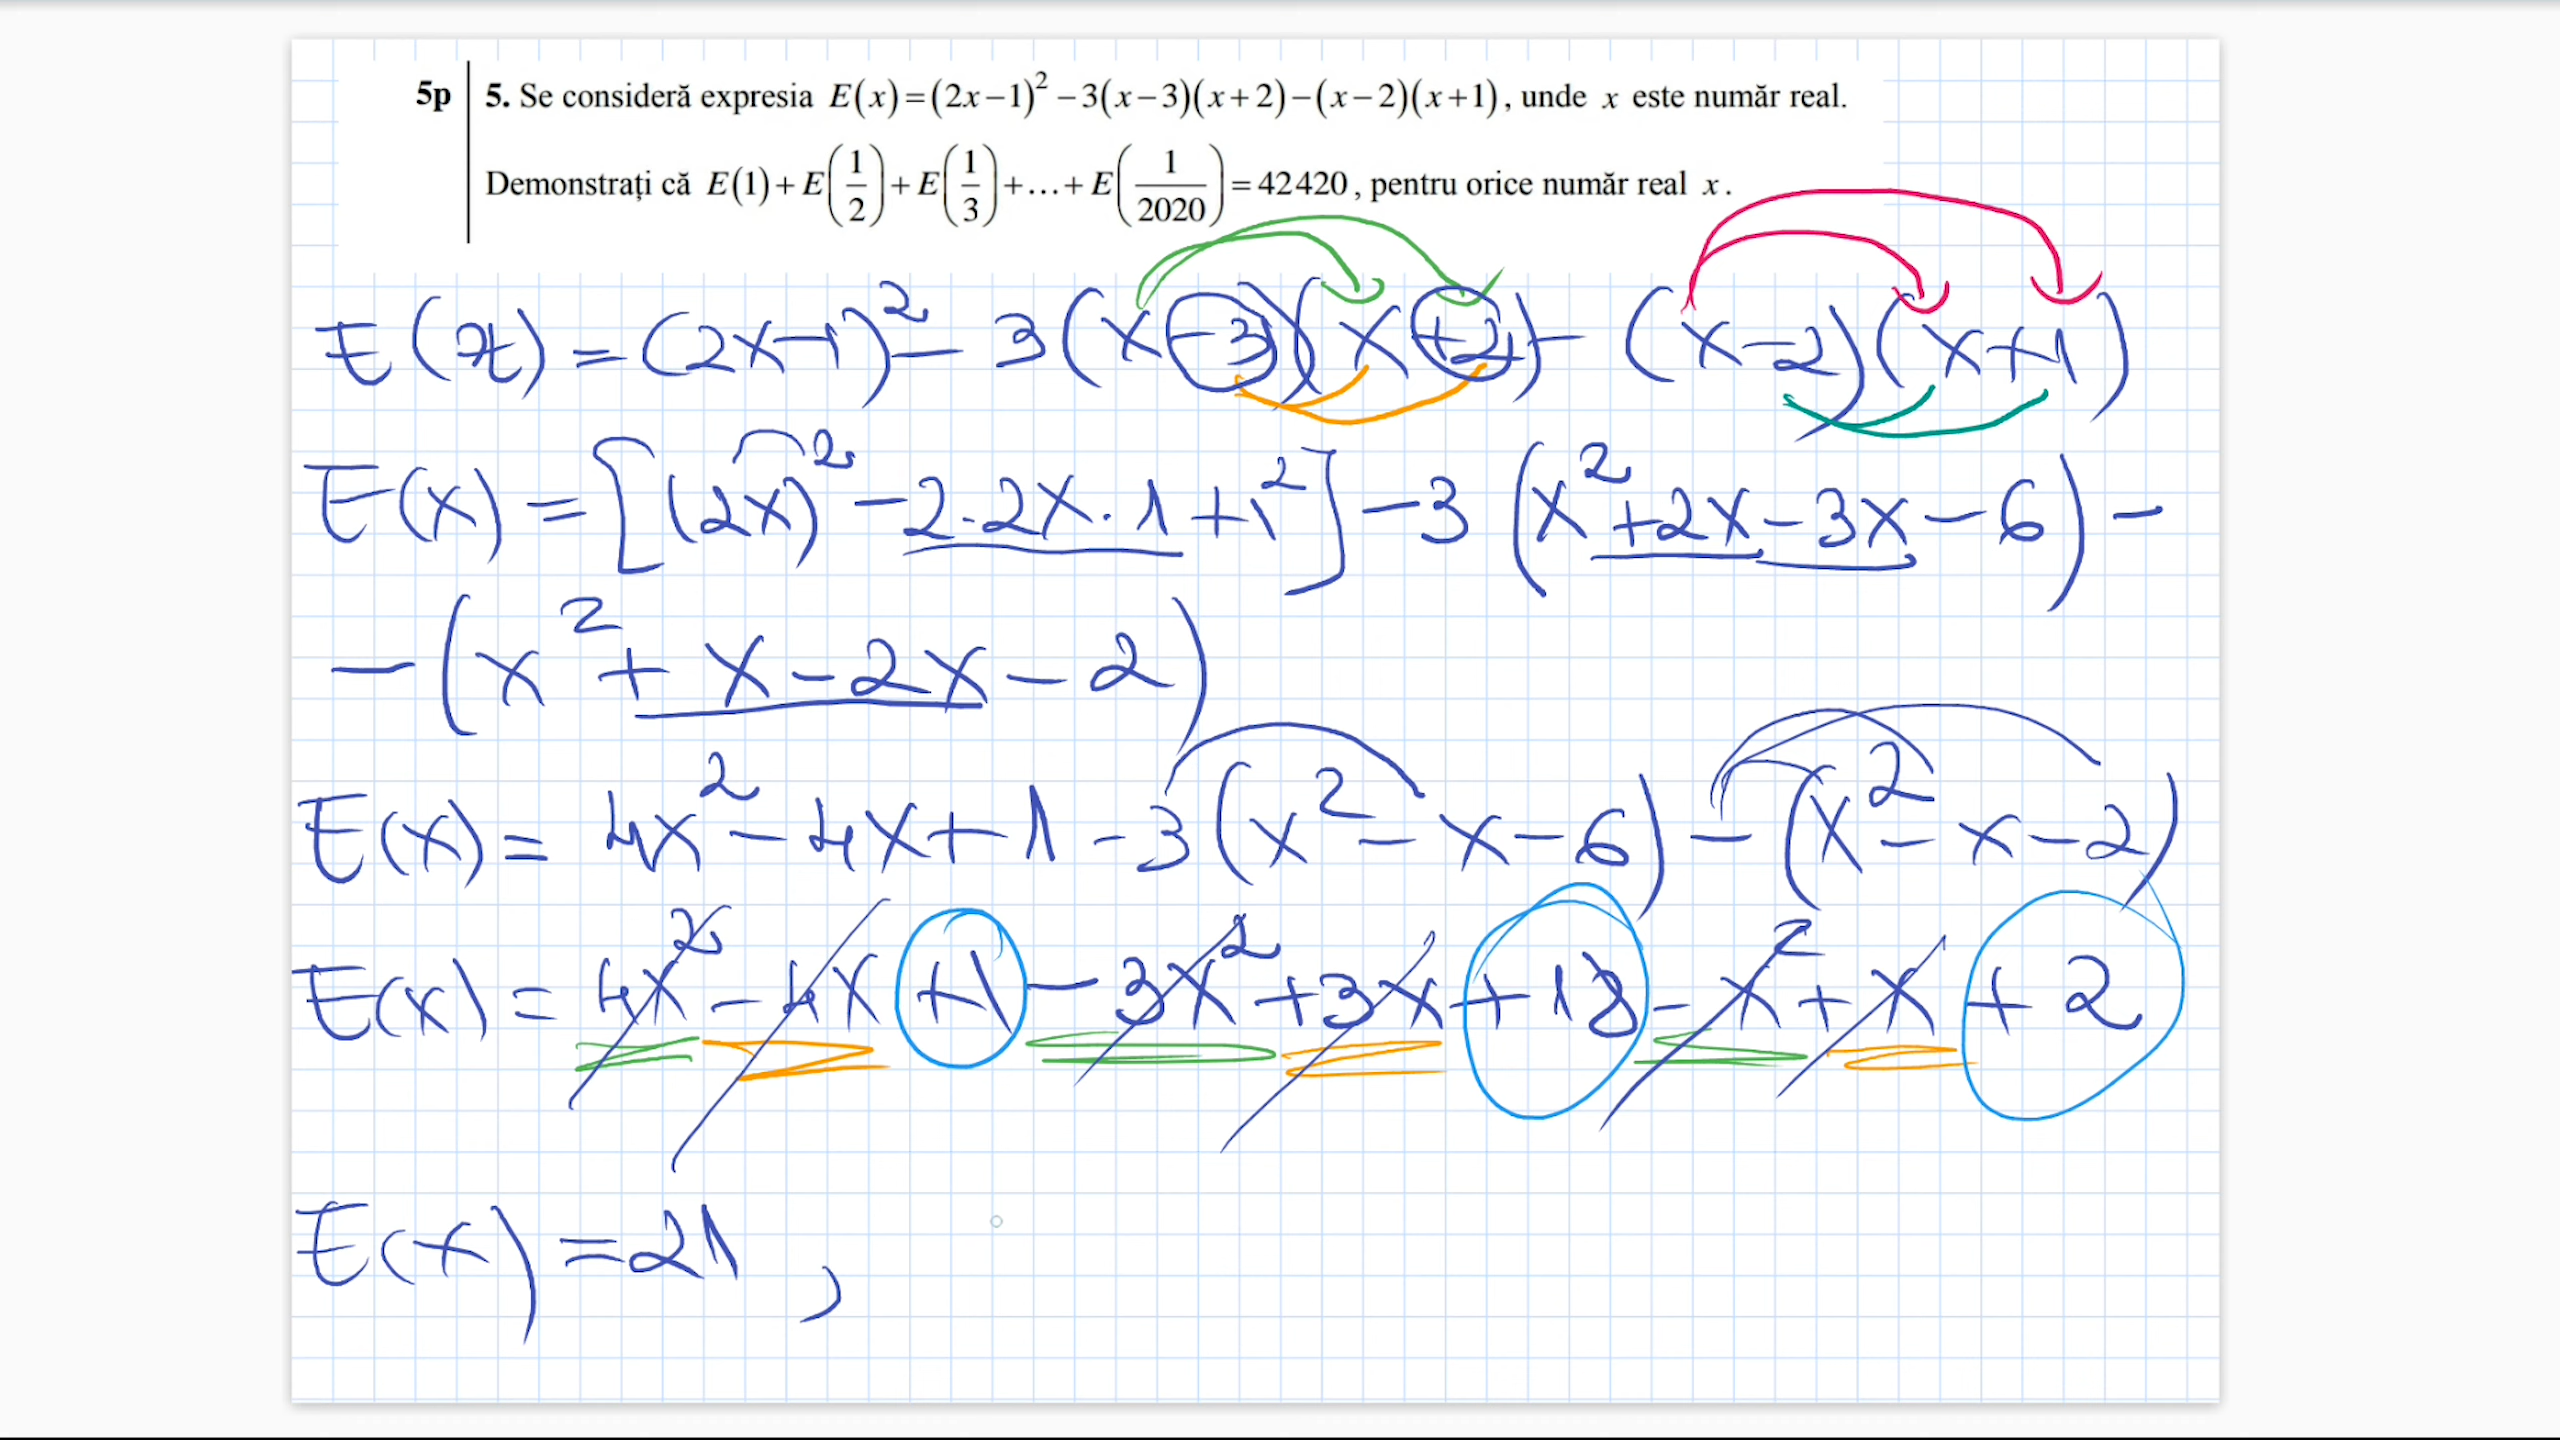 5p 5. Se consideră expresia E(x)=(2x−1)²−3(x−3)(x+2)−(x−2)(x+1), unde x este număr real.
Demonstrați că E(1)+E(1/2)+E(1/3)+…+E(1/2020)=42420, pentru orice număr real x.
E(x) = (2x−1)² − 3(x−3)(x+2) − (x−2)(x+1)
E(x) = [(2x)² − 2·2x·1 + 1²] − 3(x² + 2x − 3x − 6) −
− (x² + x − 2x − 2)
E(x) = 4x² − 4x + 1 − 3(x² − x − 6) − (x² − x − 2)
E(x) = 4x² − 4x + 1 − 3x² + 3x + 18 − x² + x + 2
E(x) = 21,